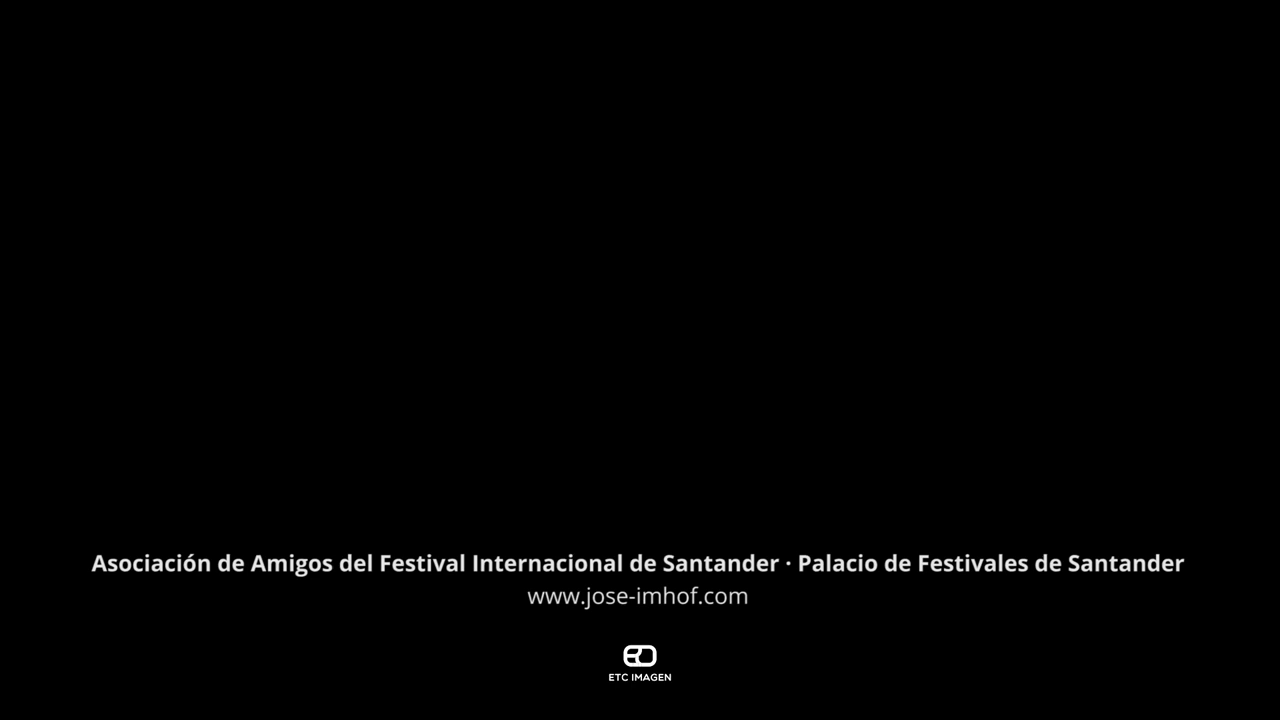 Asociación de Amigos del Festival Internacional de Santander · Palacio de Festivales de Santander
www.jose-imhof.com
ETC IMAGEN